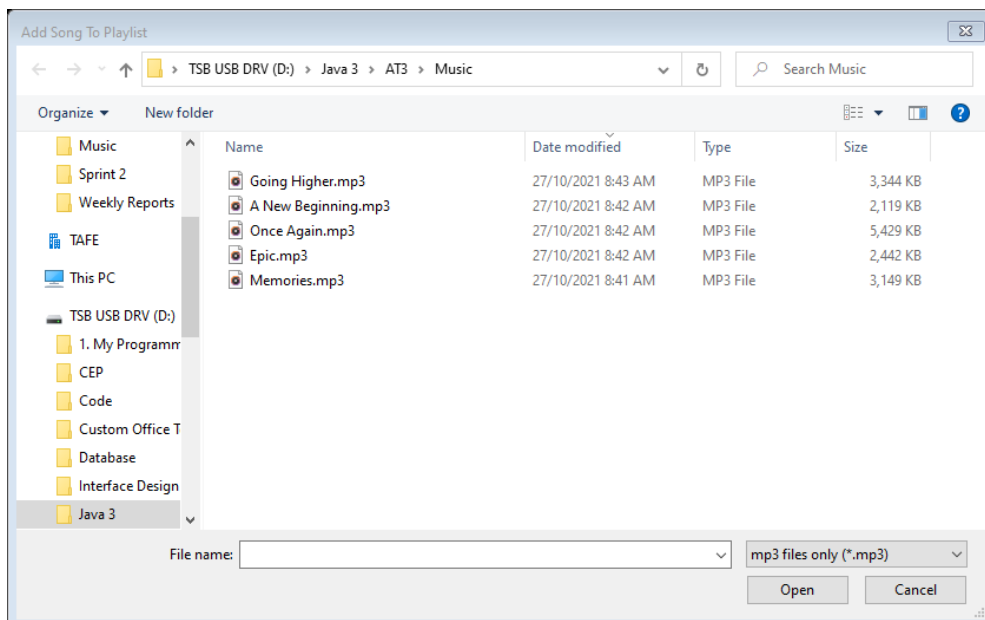 Add Song To Playlist
TSB USB DRV (D:) > Java 3 > AT3 > Music
Search Music
Organize
New folder
Music
Sprint 2
Weekly Reports
TAFE
This PC
TSB USB DRV (D:)
1. My Programm
CEP
Code
Custom Office T
Database
Interface Design
Java 3
Name Date modified Type Size
Going Higher.mp3 27/10/2021 8:43 AM MP3 File 3,344 KB
A New Beginning.mp3 27/10/2021 8:42 AM MP3 File 2,119 KB
Once Again.mp3 27/10/2021 8:42 AM MP3 File 5,429 KB
Epic.mp3 27/10/2021 8:42 AM MP3 File 2,442 KB
Memories.mp3 27/10/2021 8:41 AM MP3 File 3,149 KB
File name:
mp3 files only (*.mp3)
Open Cancel